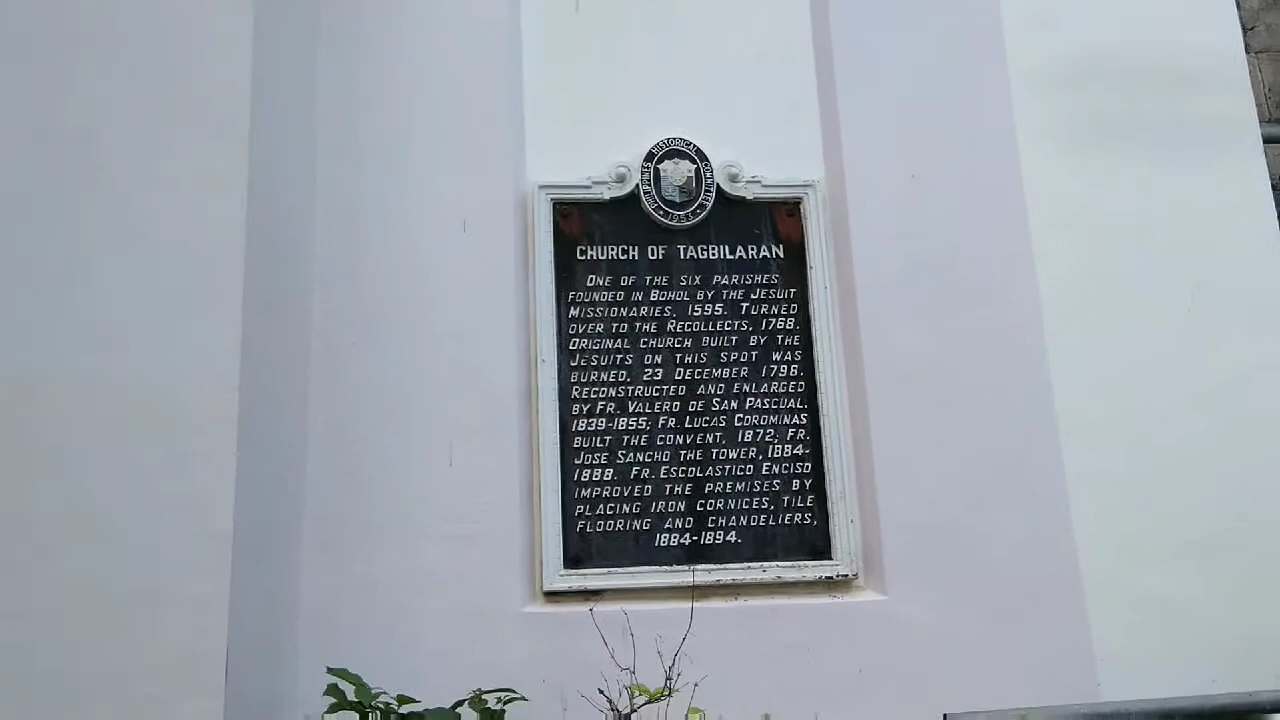 PHILIPPINES HISTORICAL COMMITTEE
1953
CHURCH OF TAGBILARAN
ONE OF THE SIX PARISHES
FOUNDED IN BOHOL BY THE JESUIT
MISSIONARIES, 1595. TURNED
OVER TO THE RECOLLECTS, 1768.
ORIGINAL CHURCH BUILT BY THE
JESUITS ON THIS SPOT WAS
BURNED, 23 DECEMBER 1798.
RECONSTRUCTED AND ENLARGED
BY FR. VALERO DE SAN PASCUAL,
1839-1855; FR. LUCAS COROMINAS
BUILT THE CONVENT, 1872; FR.
JOSE SANCHO THE TOWER, 1884-
1888. FR. ESCOLASTICO ENCISO
IMPROVED THE PREMISES BY
PLACING IRON CORNICES, TILE
FLOORING AND CHANDELIERS,
1884-1894.